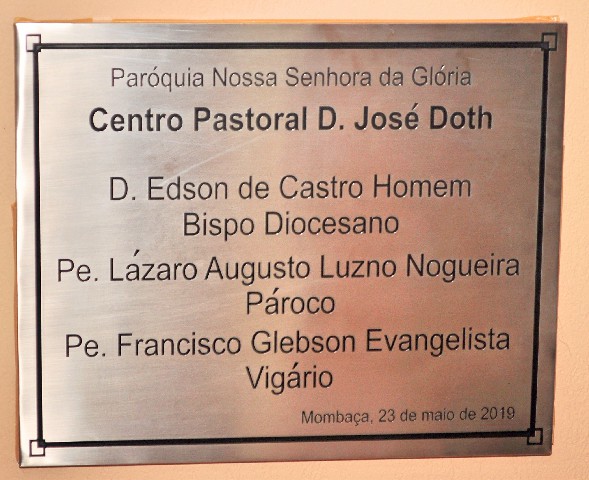 Paróquia Nossa Senhora da Glória
Centro Pastoral D. José Doth
D. Edson de Castro Homem
Bispo Diocesano
Pe. Lázaro Augusto Luzno Nogueira
Pároco
Pe. Francisco Glebson Evangelista
Vigário
Mombaça, 23 de maio de 2019